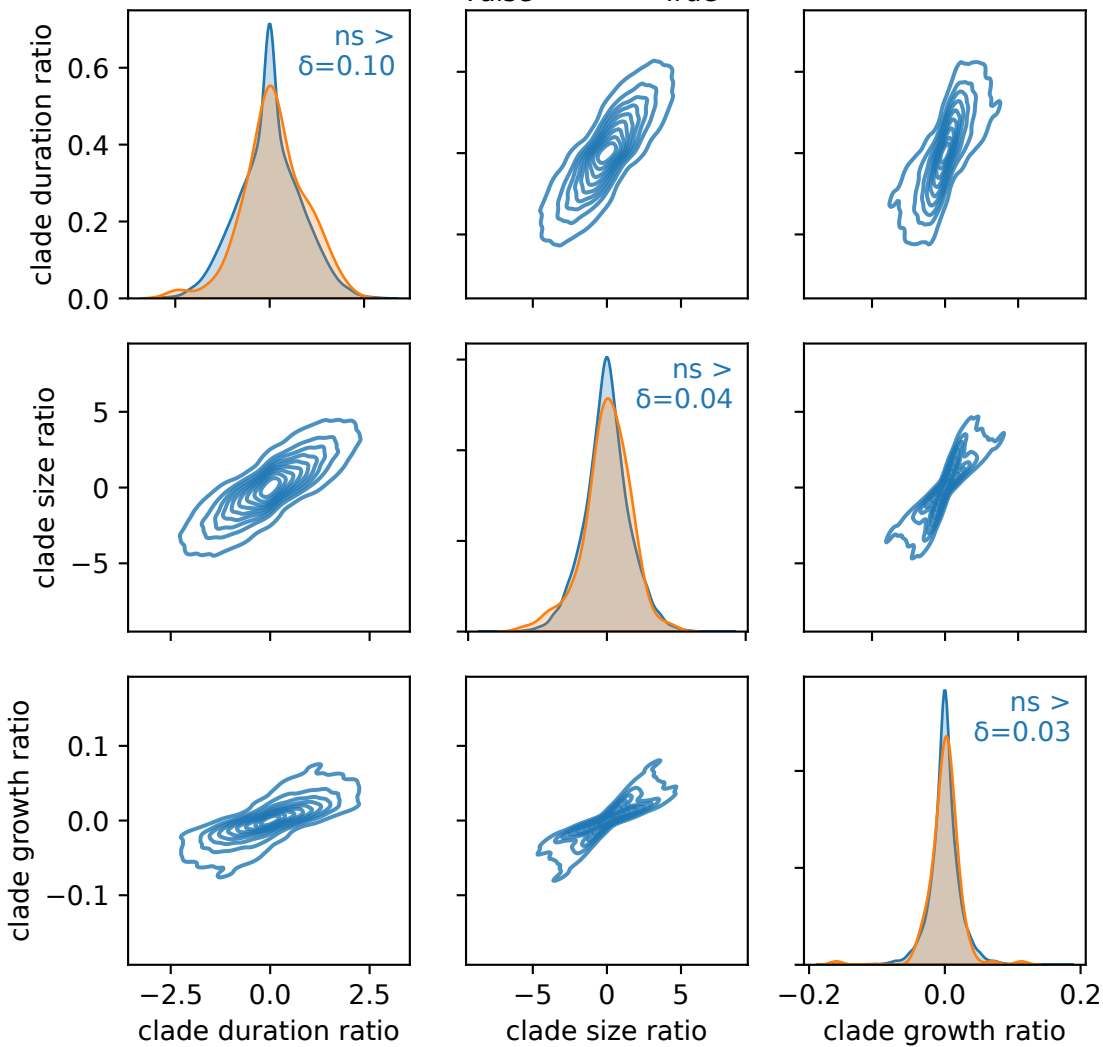 clade duration ratio
0.6
0.4
0.2
0.0
ns >
δ=0.10
clade size ratio
5
0
−5
ns >
δ=0.04
clade growth ratio
0.1
0.0
−0.1
ns >
δ=0.03
−2.5 0.0 2.5
−5 0 5
−0.2 0.0 0.2
clade duration ratio
clade size ratio
clade growth ratio